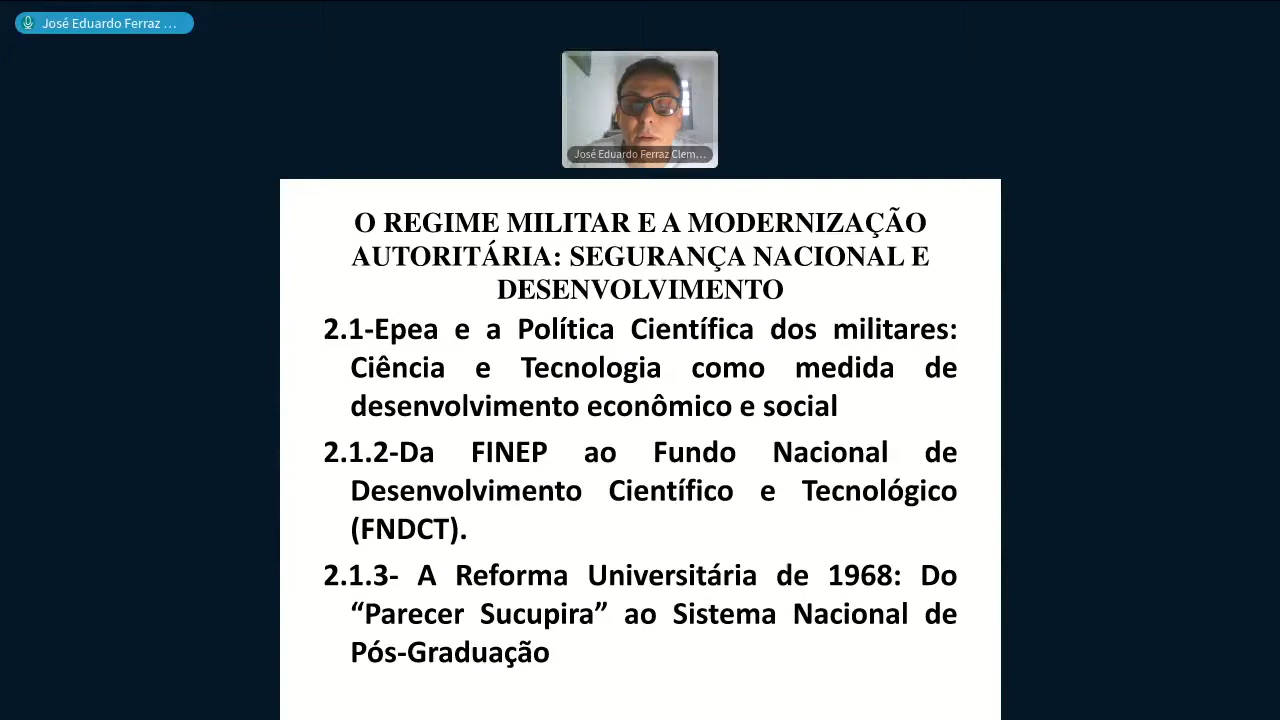 José Eduardo Ferraz ...
José Eduardo Ferraz Clem...
O REGIME MILITAR E A MODERNIZAÇÃO
AUTORITÁRIA: SEGURANÇA NACIONAL E
DESENVOLVIMENTO
2.1-Epea e a Política Científica dos militares:
Ciência e Tecnologia como medida de
desenvolvimento econômico e social
2.1.2-Da FINEP ao Fundo Nacional de
Desenvolvimento Científico e Tecnológico
(FNDCT).
2.1.3- A Reforma Universitária de 1968: Do
“Parecer Sucupira” ao Sistema Nacional de
Pós-Graduação